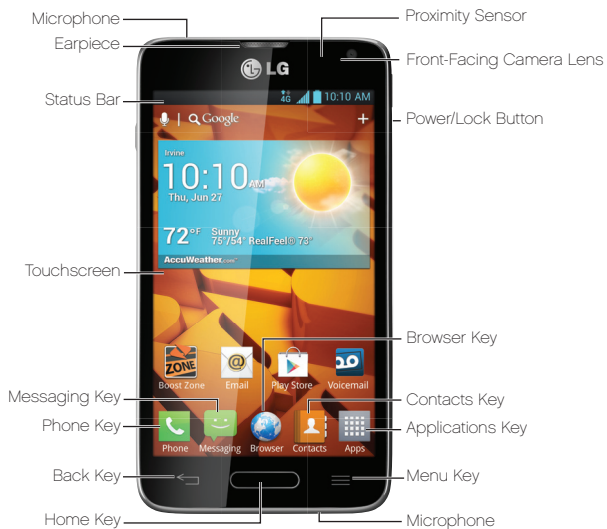 Microphone
Earpiece
Status Bar
Touchscreen
Messaging Key
Phone Key
Back Key
Home Key
Proximity Sensor
Front-Facing Camera Lens
Power/Lock Button
Browser Key
Contacts Key
Applications Key
Menu Key
Microphone
LG
4G 10:10 AM
Google
Irvine
10:10 AM
Thu, Jun 27
72°F Sunny
75°/54° RealFeel® 73°
AccuWeather.com
ZONE
Boost Zone Email Play Store Voicemail
Phone Messaging Browser Contacts Apps